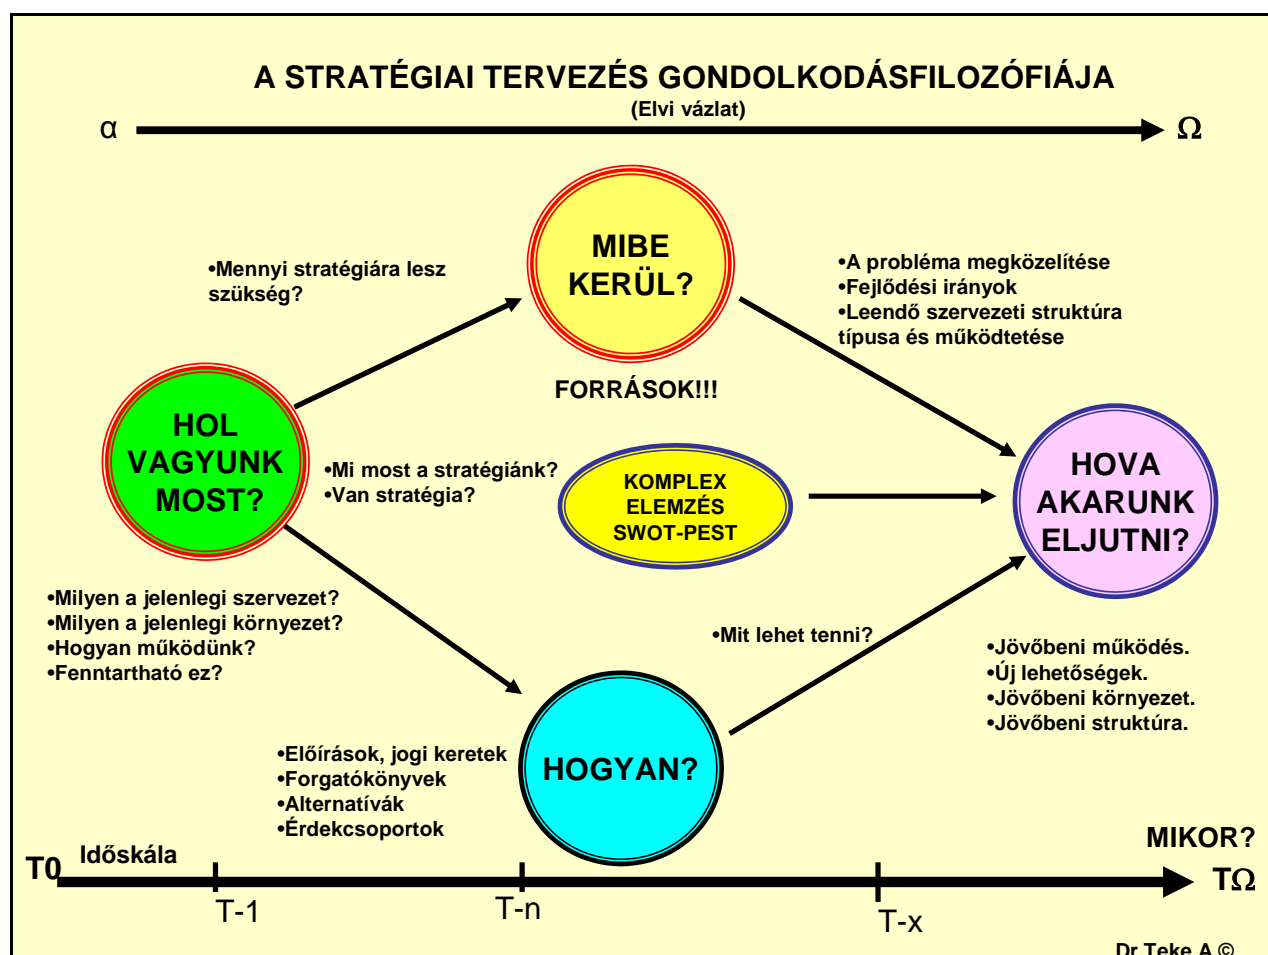 A STRATÉGIAI TERVEZÉS GONDOLKODÁSFILOZÓFIÁJA
(Elvi vázlat)
α
Ω
MIBE
KERÜL?
•Mennyi stratégiára lesz
szükség?
•A probléma megközelítése
•Fejlődési irányok
•Leendő szervezeti struktúra
típusa és működtetése
FORRÁSOK!!!
HOL
VAGYUNK
MOST?
•Mi most a stratégiánk?
•Van stratégia?
KOMPLEX
ELEMZÉS
SWOT-PEST
HOVA
AKARUNK
ELJUTNI?
•Milyen a jelenlegi szervezet?
•Milyen a jelenlegi környezet?
•Hogyan működünk?
•Fenntartható ez?
•Mit lehet tenni?
•Jövőbeni működés.
•Új lehetőségek.
•Jövőbeni környezet.
•Jövőbeni struktúra.
•Előírások, jogi keretek
•Forgatókönyvek
•Alternatívák
•Érdekcsoportok
HOGYAN?
MIKOR?
T0
Időskála
TΩ
T-1
T-n
T-x
Dr Teke A ©